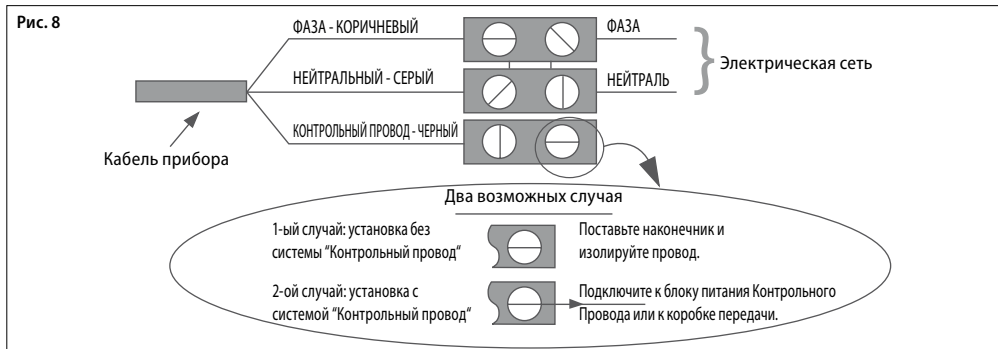 Рис. 8
ФАЗА - КОРИЧНЕВЫЙ
ФАЗА
НЕЙТРАЛЬНЫЙ - СЕРЫЙ
НЕЙТРАЛЬ
Электрическая сеть
КОНТРОЛЬНЫЙ ПРОВОД - ЧЕРНЫЙ
Кабель прибора
Два возможных случая
1-ый случай: установка без
системы “Контрольный провод“
Поставьте наконечник и
изолируйте провод.
2-ой случай: установка с
системой “Контрольный провод“
Подключите к блоку питания Контрольного
Провода или к коробке передачи.